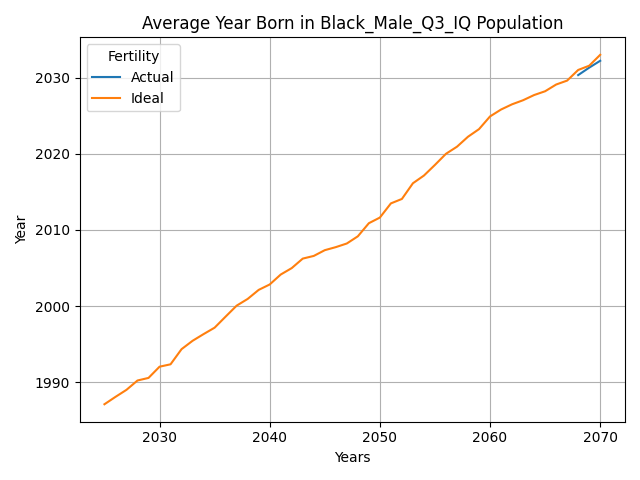 Average Year Born in Black_Male_Q3_IQ Population
Fertility
Actual
Ideal
Year
2030
2020
2010
2000
1990
2030
2040
2050
2060
2070
Years